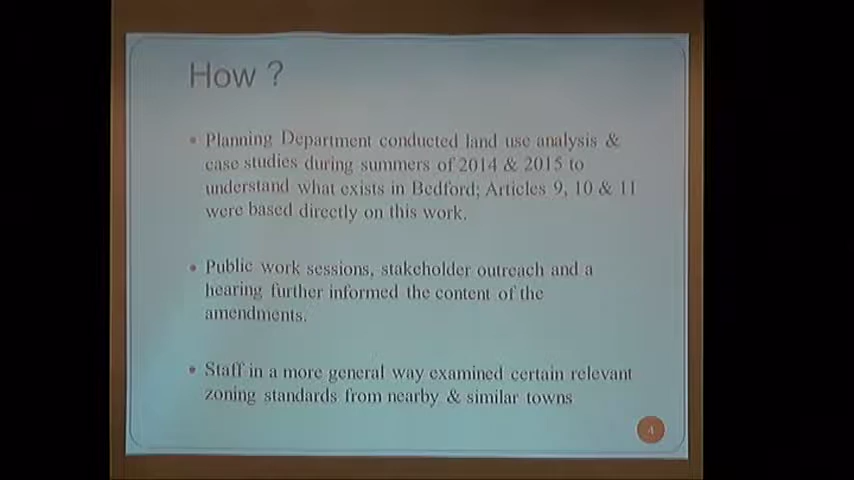 How ?
• Planning Department conducted land use analysis &
case studies during summers of 2014 & 2015 to
understand what exists in Bedford; Articles 9, 10 & 11
were based directly on this work.
• Public work sessions, stakeholder outreach and a
hearing further informed the content of the
amendments.
• Staff in a more general way examined certain relevant
zoning standards from nearby & similar towns
4